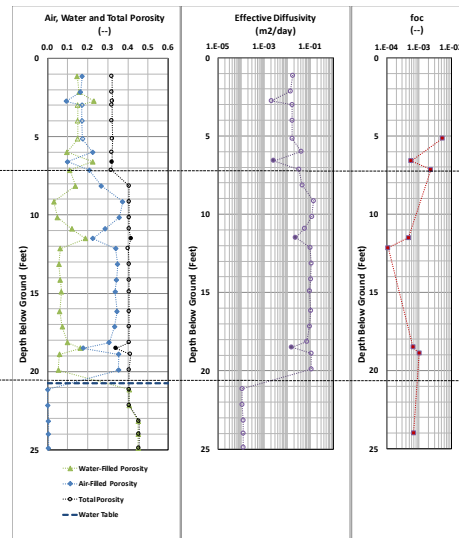 Air, Water and Total Porosity
(--)
0.0 0.1 0.2 0.3 0.4 0.5 0.6
0
5
10
15
20
25
Depth Below Ground (Feet)
Water-Filled Porosity
Air-Filled Porosity
Total Porosity
Water Table
Effective Diffusivity
(m2/day)
1.E-05 1.E-03 1.E-01
0
5
10
15
20
25
Depth Below Ground (Feet)
foc
(--)
1.E-04 1.E-03 1.E-02
0
5
10
15
20
25
Depth Below Ground (Feet)